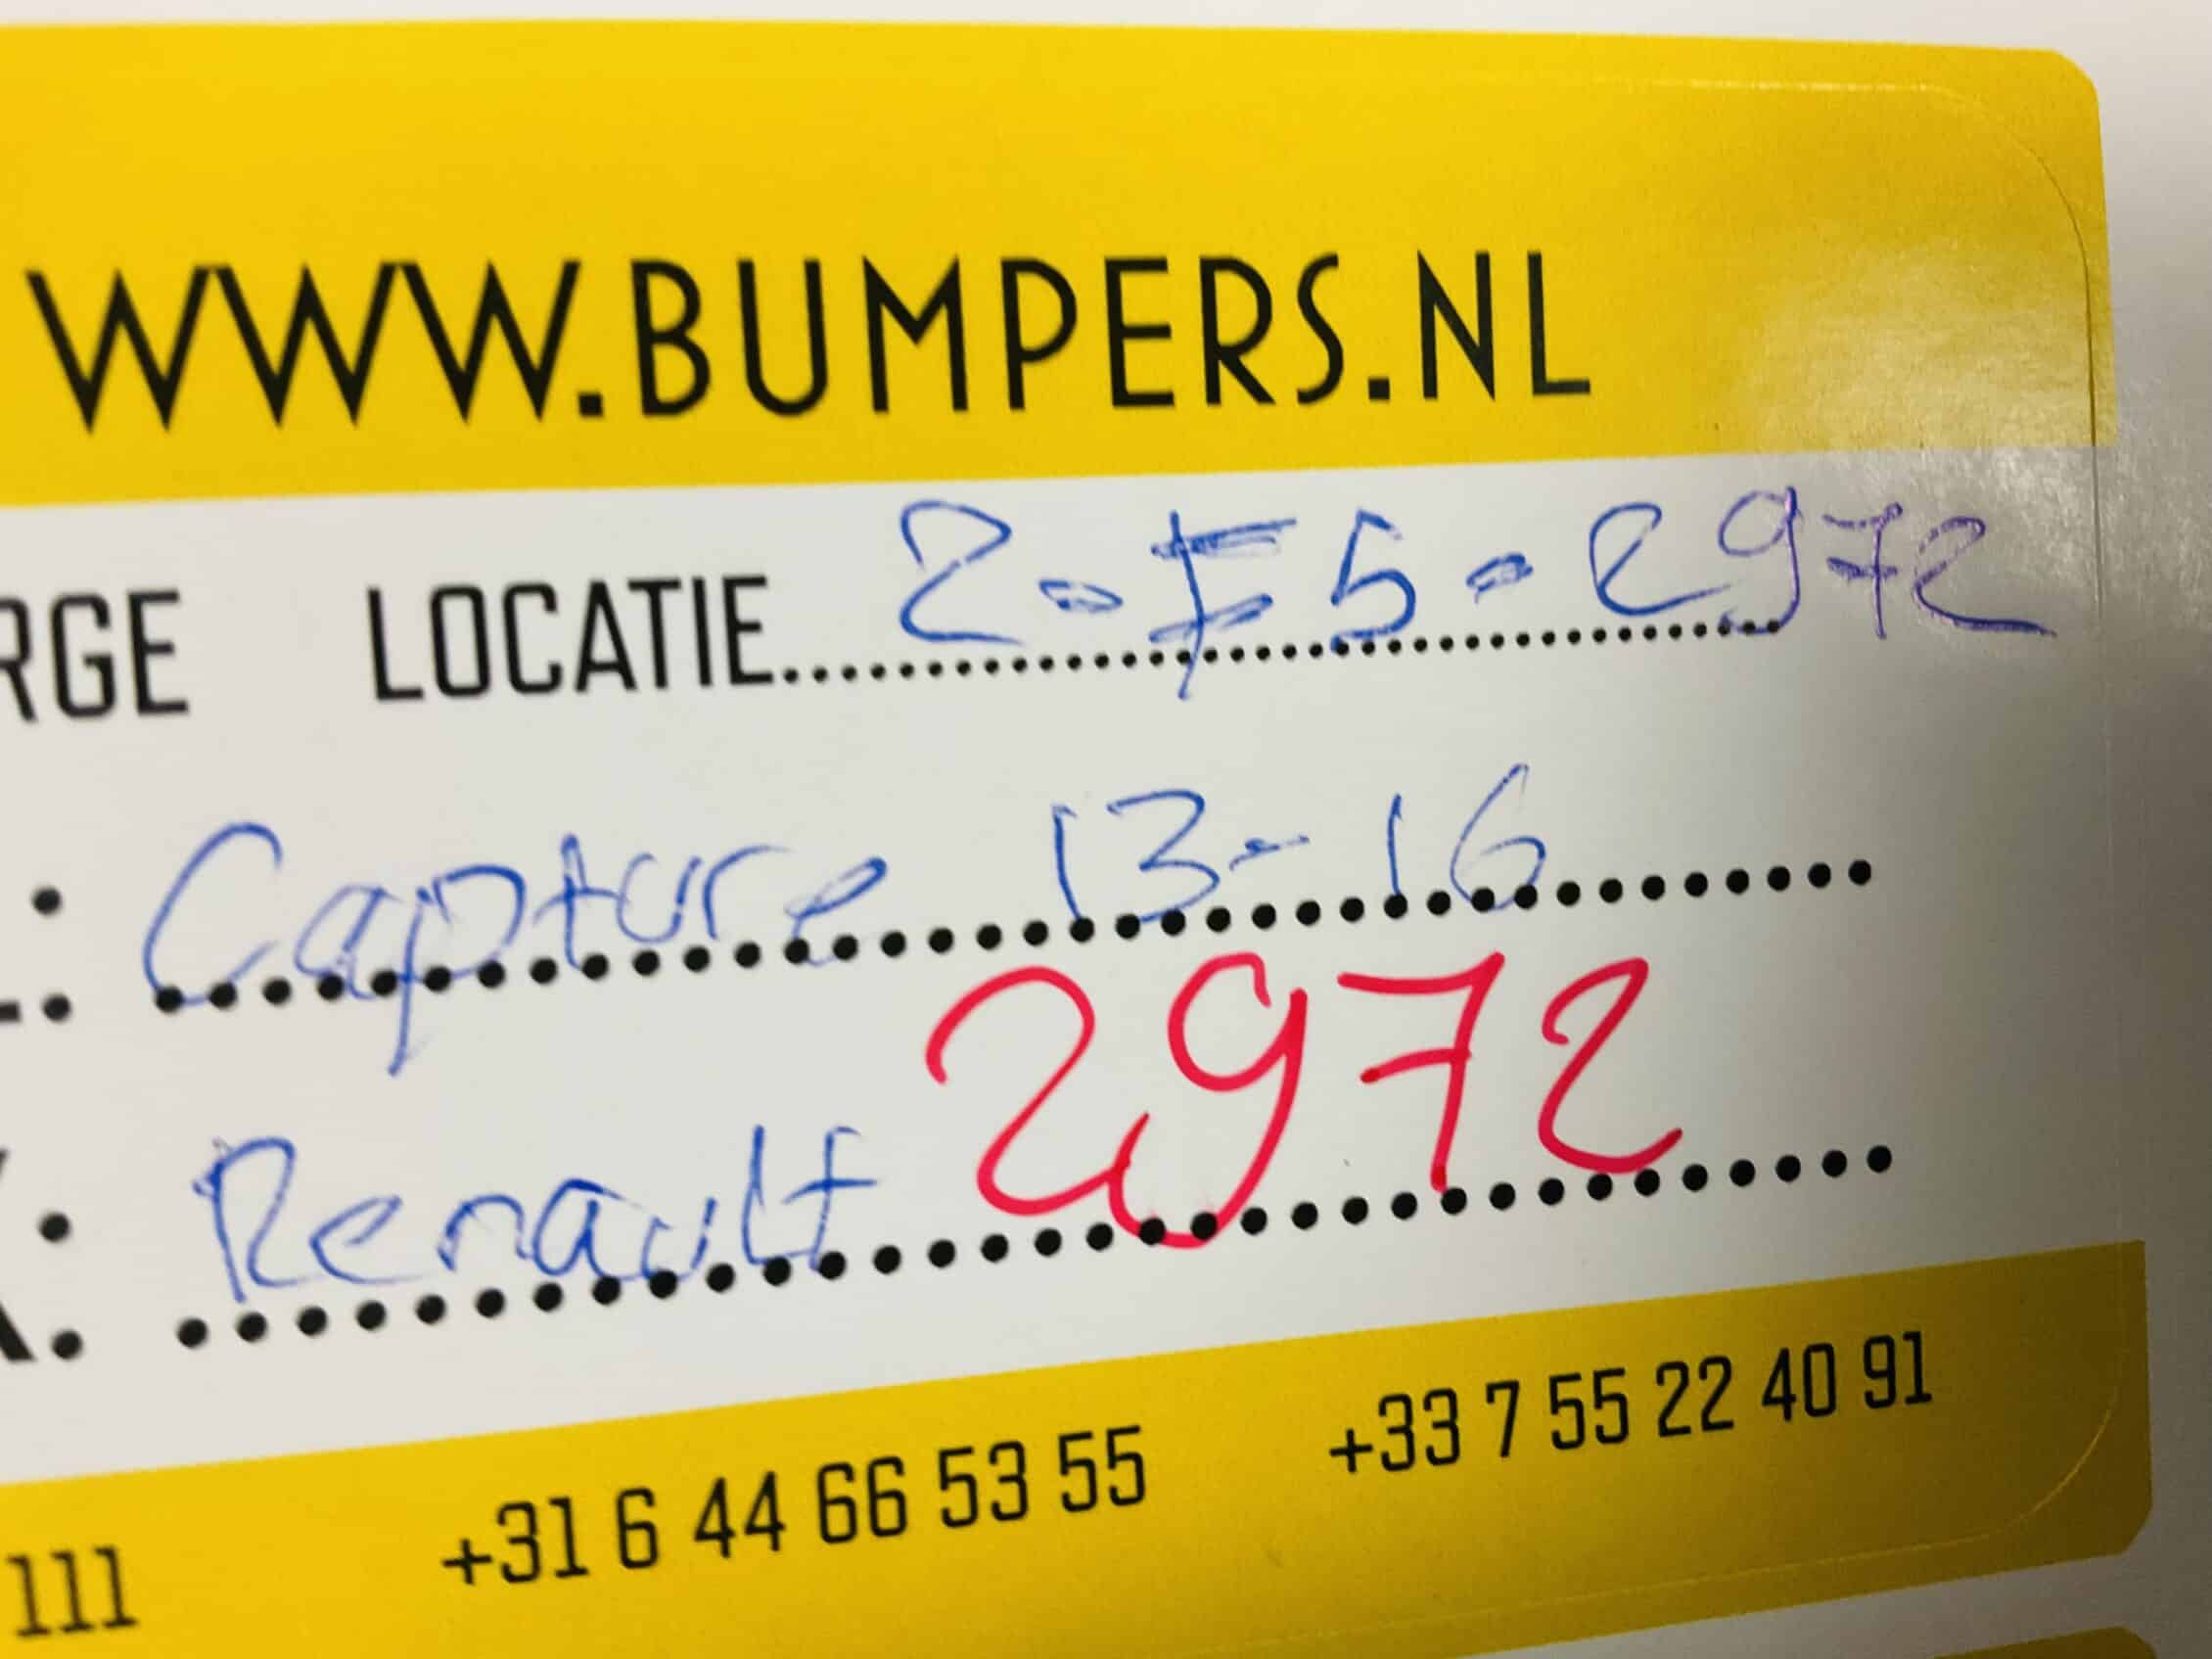 WWW.BUMPERS.NL
RGE LOCATIE 2-F5-2972
: Capture 13-16
2972
: Renault
111 +31 6 44 66 53 55 +33 7 55 22 40 91